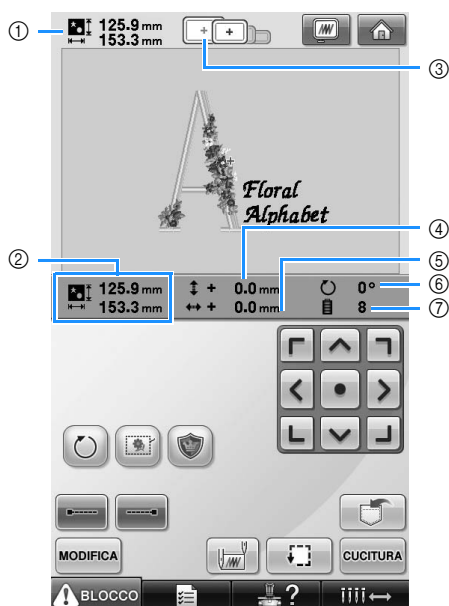 ① 125.9 mm
153.3 mm
③
Floral
Alphabet
④
⑤
②
125.9 mm + 0.0 mm 0° ⑥
153.3 mm + 0.0 mm 8 ⑦
MODIFICA CUCITURA
BLOCCO ?